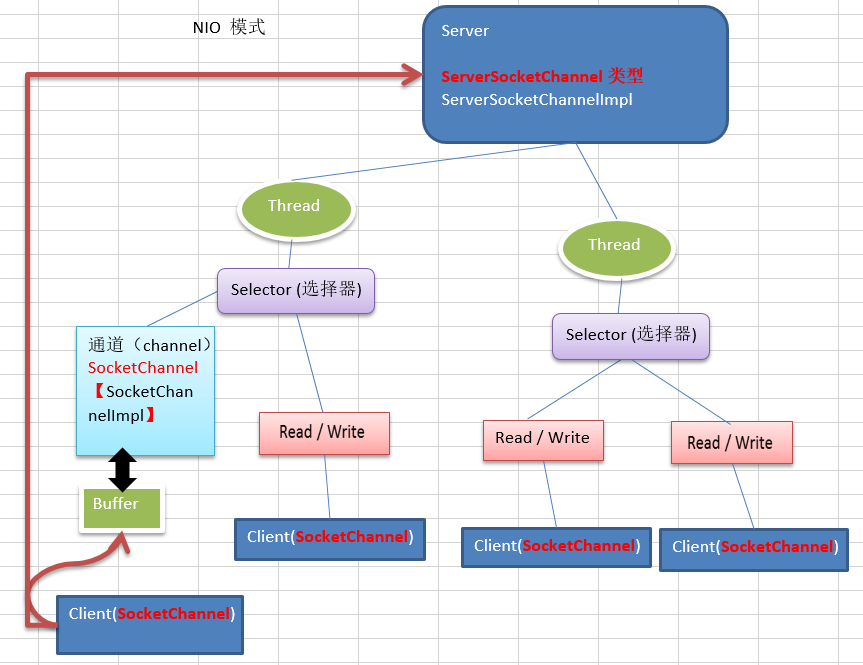 NIO 模式
Server
ServerSocketChannel 类型
ServerSocketChannelImpl
Thread
Thread
Selector (选择器)
Selector (选择器)
通道（channel）
SocketChannel
【SocketChan
nelImpl】
Read / Write
Read / Write
Read / Write
Buffer
Client(SocketChannel)
Client(SocketChannel)
Client(SocketChannel)
Client(SocketChannel)